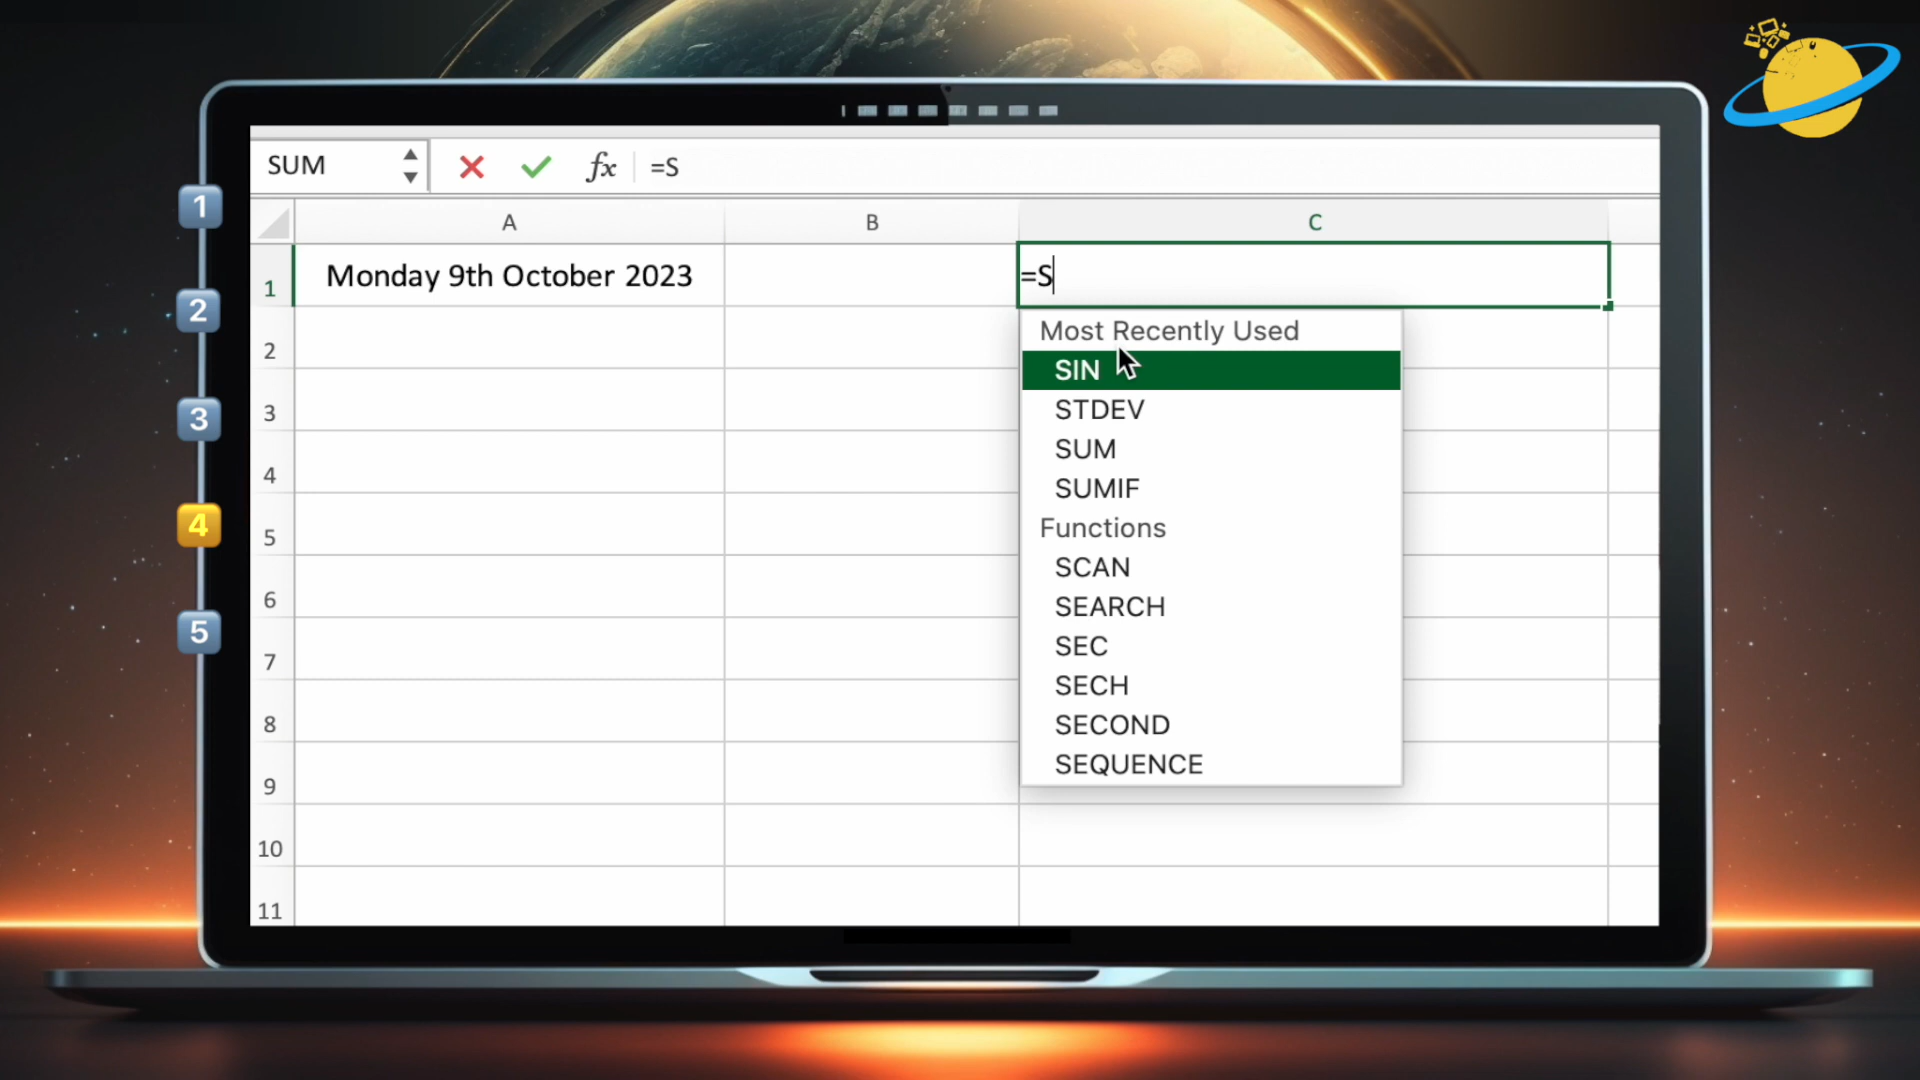 SUM
fx
=S
A B C
1 Monday 9th October 2023 =S
Most Recently Used
SIN
STDEV
SUM
SUMIF
Functions
SCAN
SEARCH
SEC
SECH
SECOND
SEQUENCE
2
3
4
5
6
7
8
9
10
11
1
2
3
4
5